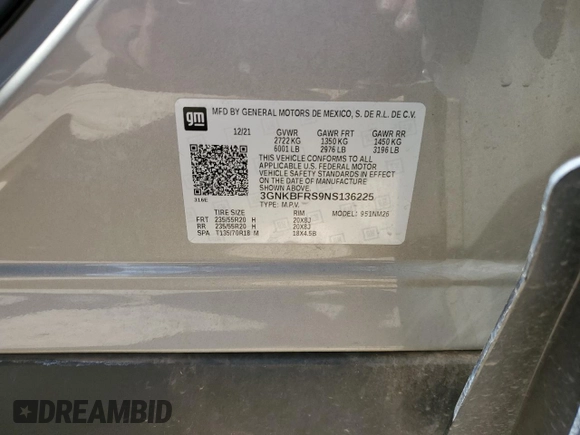 gm MFD BY GENERAL MOTORS DE MEXICO, S. DE R.L. DE C.V.
12/21 GVWR GAWR FRT GAWR RR
2722 KG 1350 KG 1450 KG
6001 LB 2976 LB 3196 LB
THIS VEHICLE CONFORMS TO ALL
APPLICABLE U.S. FEDERAL MOTOR
VEHICLE SAFETY STANDARDS IN EFFECT
ON THE DATE OF MANUFACTURE
SHOWN ABOVE.
316E 3GNKBFRS9NS136225
TYPE: M.P.V.
TIRE SIZE RIM MODEL: 951NM26
FRT 235/55R20 H 20X8J
RR 235/55R20 H 20X8J
SPA T135/70R18 M 18X4.5B
DREAMBID